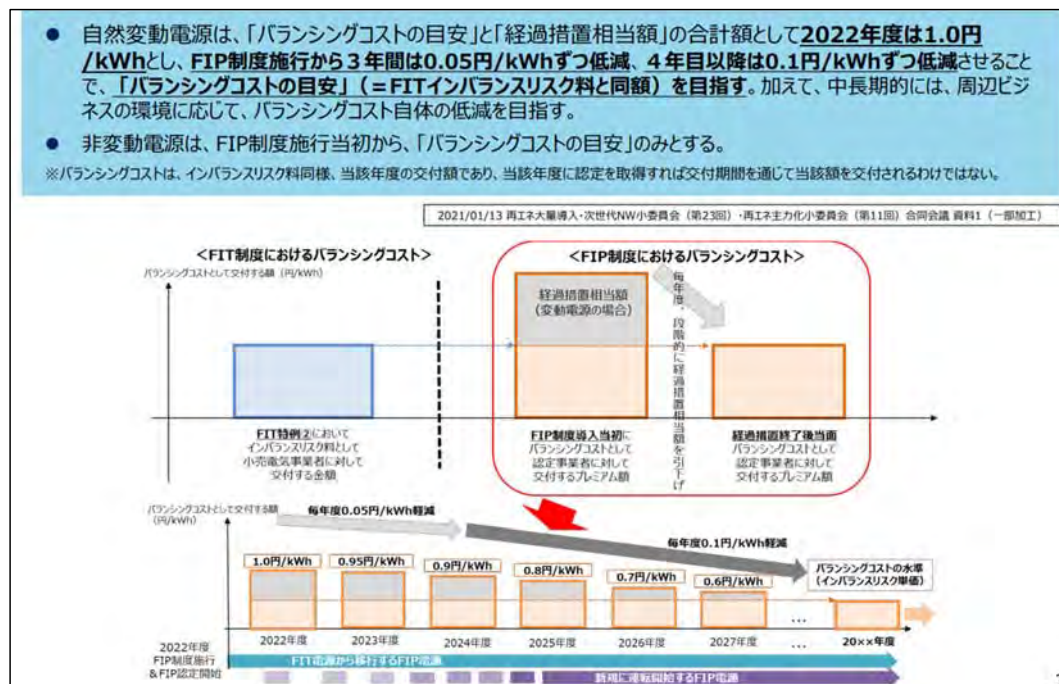 ● 自然変動電源は、「バランシングコストの目安」と「経過措置相当額」の合計額として2022年度は1.0円
/kWhとし、FIP制度施行から3年間は0.05円/kWhずつ低減、4年目以降は0.1円/kWhずつ低減させること
で、「バランシングコストの目安」（＝FITインバランスリスク料と同額）を目指す。加えて、中長期的には、周辺ビジ
ネスの環境に応じて、バランシングコスト自体の低減を目指す。
● 非変動電源は、FIP制度施行当初から、「バランシングコストの目安」のみとする。
※バランシングコストは、インバランスリスク料同様、当該年度の交付額であり、当該年度に認定を取得すれば交付期間を通じて当該額を交付されるわけではない。
2021/01/13 再エネ大量導入・次世代NW小委員会（第23回）・再エネ主力化小委員会（第11回）合同会議 資料1（一部加工）
＜FIT制度におけるバランシングコスト＞
バランシングコストとして交付する額（円/kWh）
FIT特例②において
インバランスリスク料として
小売電気事業者に対して
交付する金額
＜FIP制度におけるバランシングコスト＞
経過措置相当額
（変動電源の場合）
毎年度、段階的に経過措置相当額を引下げ
FIP制度導入当初に
バランシングコストとして
認定事業者に対して
交付するプレミアム額
経過措置終了後当面
バランシングコストとして
認定事業者に対して
交付するプレミアム額
バランシングコストとして交付する額
（円/kWh）
毎年度0.05円/kWh軽減
毎年度0.1円/kWh軽減
1.0円/kWh
0.95円/kWh
0.9円/kWh
0.8円/kWh
0.7円/kWh
0.6円/kWh
バランシングコストの水準
（インバランスリスク単価）
…
2022年度
2023年度
2024年度
2025年度
2026年度
2027年度
…
20××年度
2022年度
FIP制度施行
＆FIP認定開始
FIT電源から移行するFIP電源
新規に運転開始するFIP電源